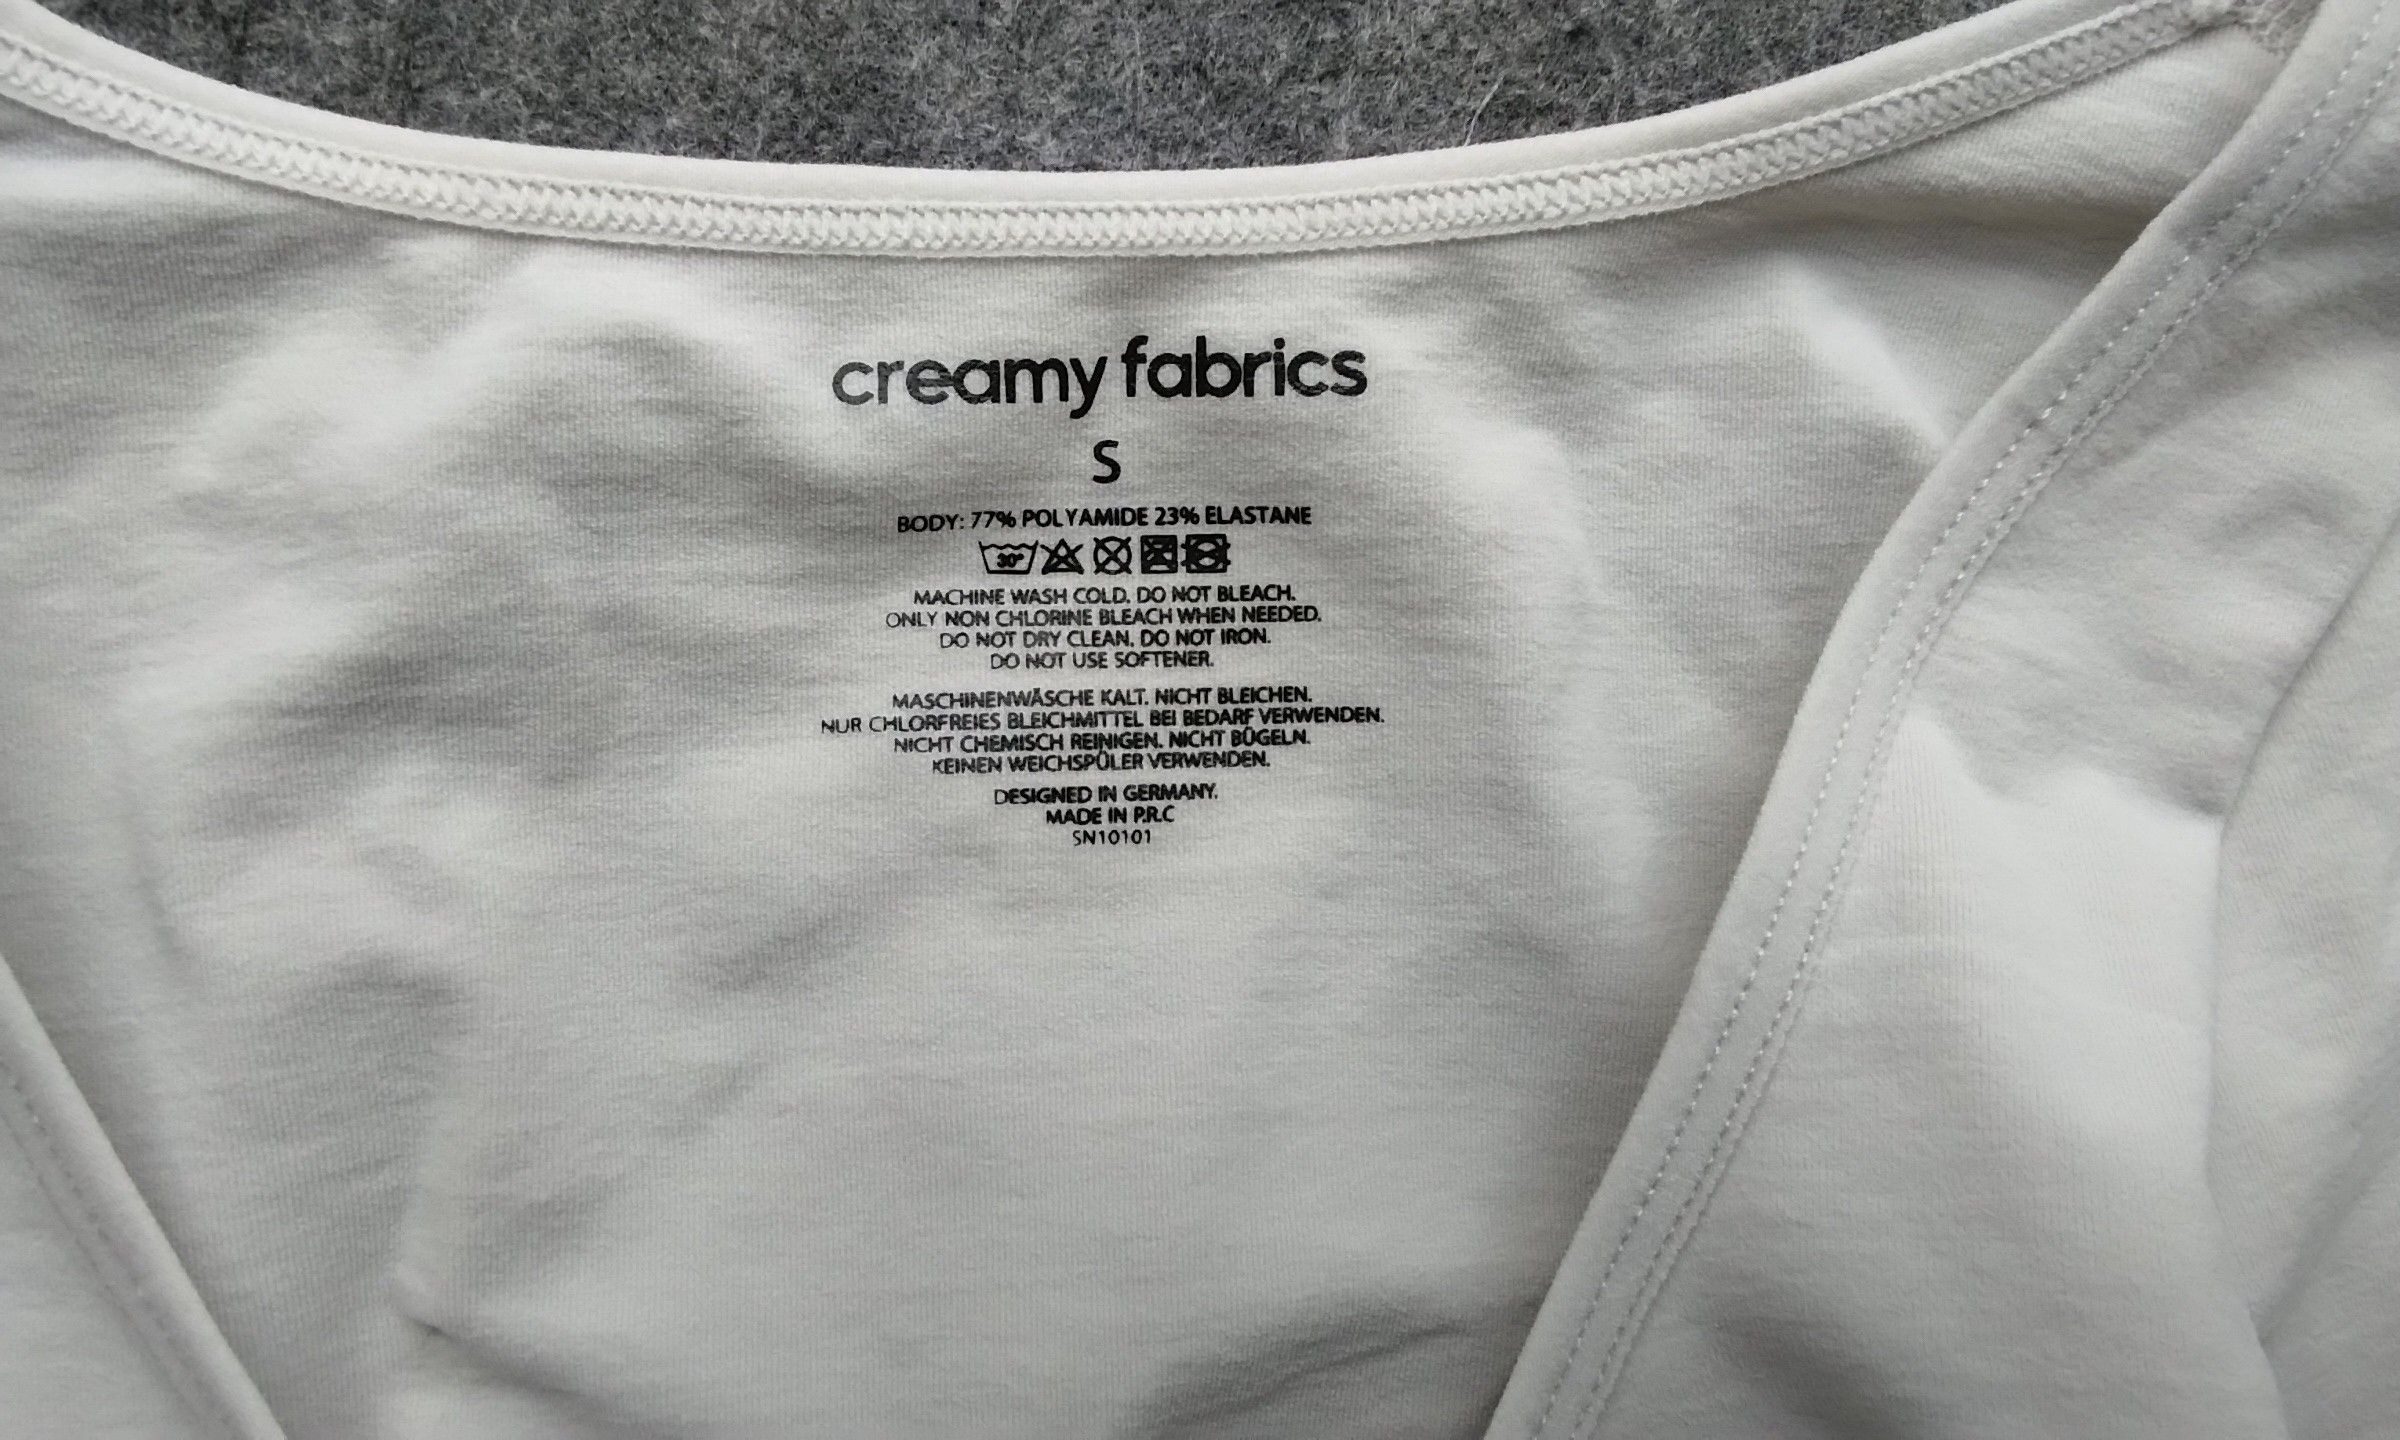 creamy fabrics
S
BODY: 77% POLYAMIDE 23% ELASTANE
30°
MACHINE WASH COLD. DO NOT BLEACH.
ONLY NON CHLORINE BLEACH WHEN NEEDED.
DO NOT DRY CLEAN. DO NOT IRON.
DO NOT USE SOFTENER.
MASCHINENWÄSCHE KALT. NICHT BLEICHEN.
NUR CHLORFREIES BLEICHMITTEL BEI BEDARF VERWENDEN.
NICHT CHEMISCH REINIGEN. NICHT BÜGELN.
KEINEN WEICHSPÜLER VERWENDEN.
DESIGNED IN GERMANY.
MADE IN P.R.C
SN10101